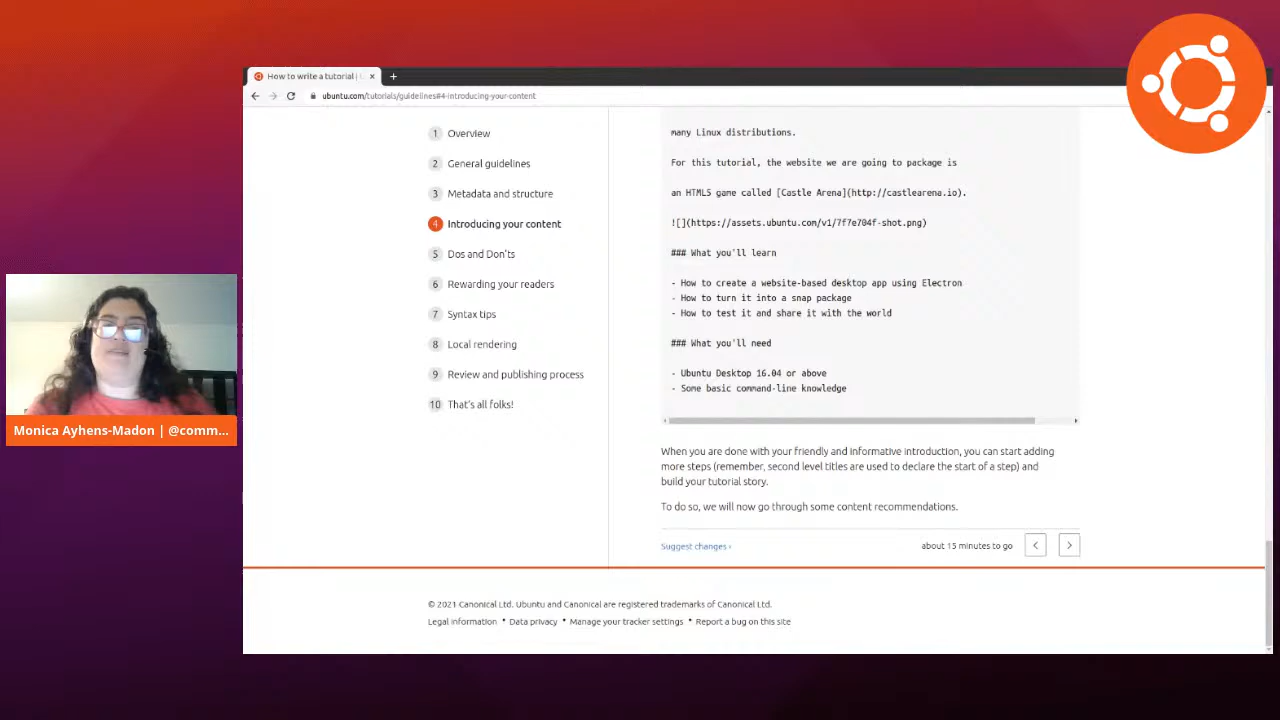 How to write a tutorial |
ubuntu.com/tutorials/guidelines#4-introducing-your-content
1 Overview
2 General guidelines
3 Metadata and structure
4 Introducing your content
5 Dos and Don'ts
6 Rewarding your readers
7 Syntax tips
8 Local rendering
9 Review and publishing process
10 That's all folks!
many Linux distributions.
For this tutorial, the website we are going to package is
an HTML5 game called [Castle Arena](http://castlearena.io).
![](https://assets.ubuntu.com/v1/7f7e704f-shot.png)
### What you'll learn
- How to create a website-based desktop app using Electron
- How to turn it into a snap package
- How to test it and share it with the world
### What you'll need
- Ubuntu Desktop 16.04 or above
- Some basic command-line knowledge
When you are done with your friendly and informative introduction, you can start adding
more steps (remember, second level titles are used to declare the start of a step) and
build your tutorial story.
To do so, we will now go through some content recommendations.
Suggest changes ›
about 15 minutes to go
© 2021 Canonical Ltd. Ubuntu and Canonical are registered trademarks of Canonical Ltd.
Legal information • Data privacy • Manage your tracker settings • Report a bug on this site
Monica Ayhens-Madon | @comm...